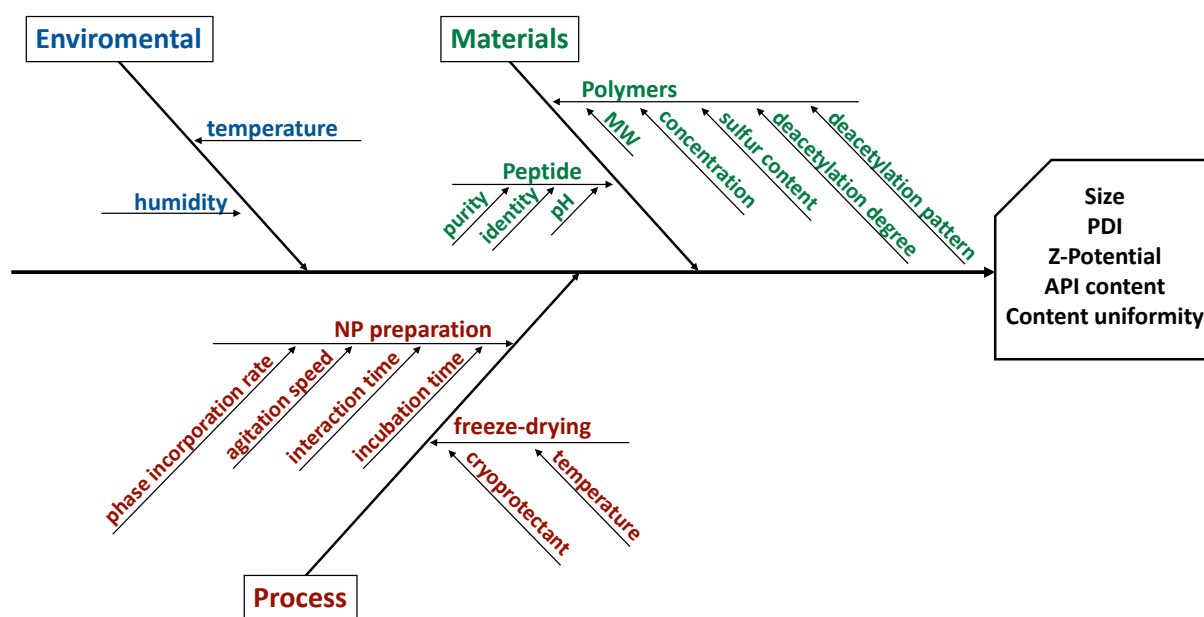 Enviromental
temperature
humidity
Materials
Polymers
MW
concentration
sulfur content
deacetylation degree
deacetylation pattern
Peptide
purity
identity
pH
Size
PDI
Z-Potential
API content
Content uniformity
NP preparation
phase incorporation rate
agitation speed
interaction time
incubation time
freeze-drying
cryoprotectant
temperature
Process